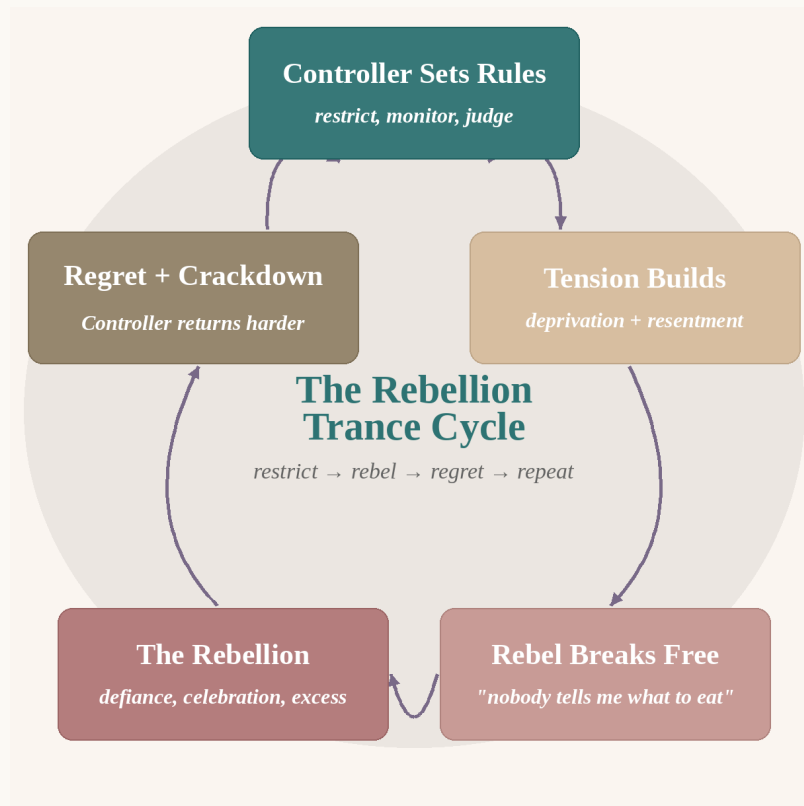 Controller Sets Rules
restrict, monitor, judge
Regret + Crackdown
Controller returns harder
Tension Builds
deprivation + resentment
The Rebellion
Trance Cycle
restrict → rebel → regret → repeat
The Rebellion
defiance, celebration, excess
Rebel Breaks Free
"nobody tells me what to eat"